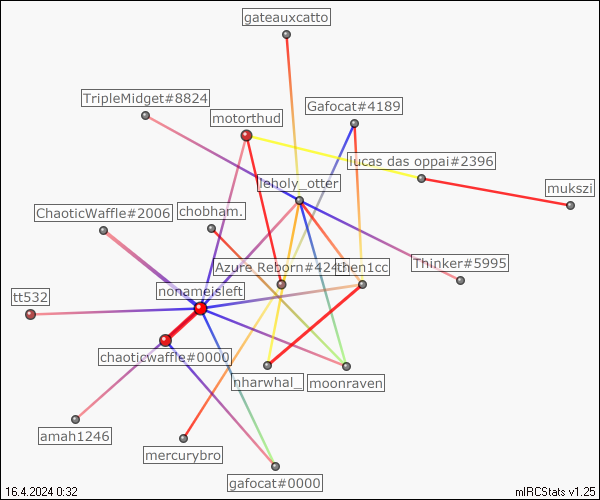 gateauxcatto
TripleMidget#8824
Gafocat#4189
motorthud
lucas das oppai#2396
leholy_otter
mukszi
ChaoticWaffle#2006
chobham.
Azure Reborn#424
then1cc
Thinker#5995
nonameisleft
tt532
chaoticwaffle#0000
nharwhal_
moonraven
amah1246
mercurybro
gafocat#0000
16.4.2024 0:32
mIRCStats v1.25